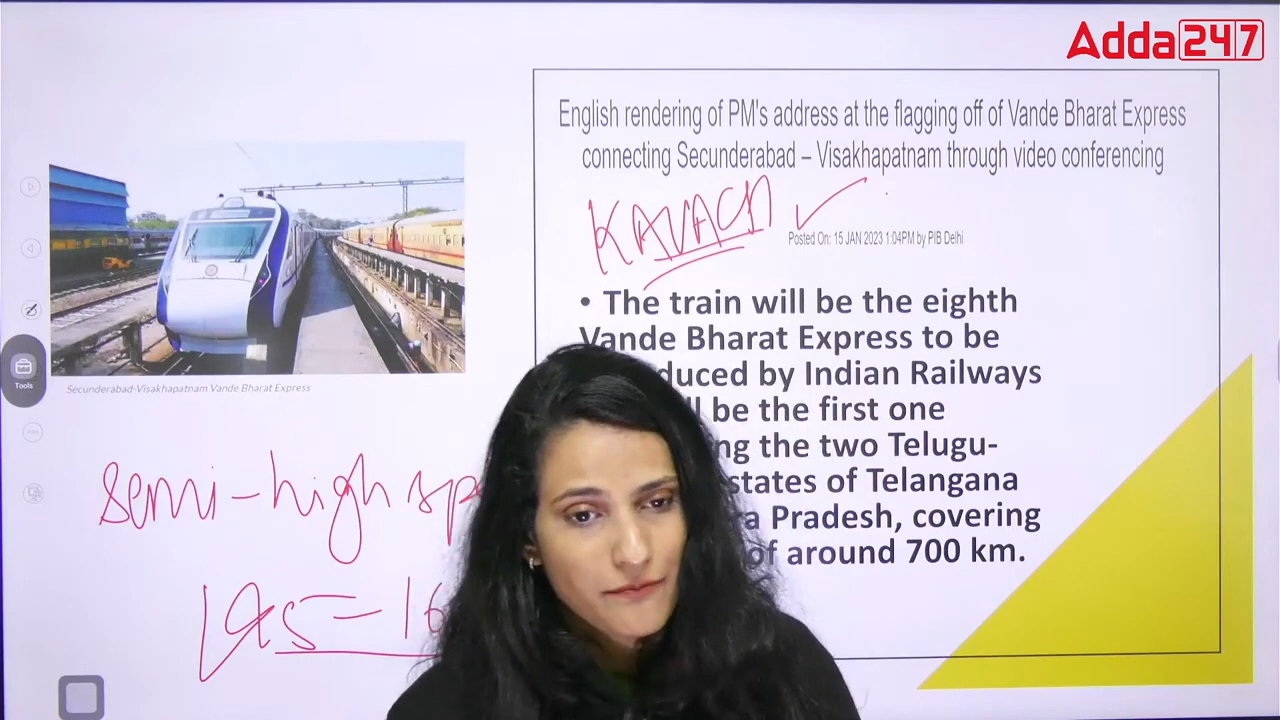 Adda247
English rendering of PM's address at the flagging off of Vande Bharat Express
connecting Secunderabad – Visakhapatnam through video conferencing
KAVACH
Posted On: 15 JAN 2023 1:04PM by PIB Delhi
• The train will be the eighth
Vande Bharat Express to be
duced by Indian Railways
l be the first one
ng the two Telugu-
states of Telangana
a Pradesh, covering
of around 700 km.
Secunderabad-Visakhapatnam Vande Bharat Express
Tools
semi-high sp